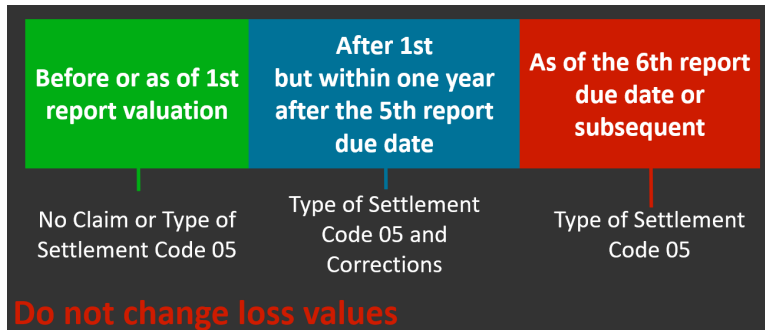 Before or as of 1st
report valuation
After 1st
but within one year
after the 5th report
due date
As of the 6th report
due date or
subsequent
No Claim or Type of
Settlement Code 05
Type of Settlement
Code 05 and
Corrections
Type of Settlement
Code 05
Do not change loss values